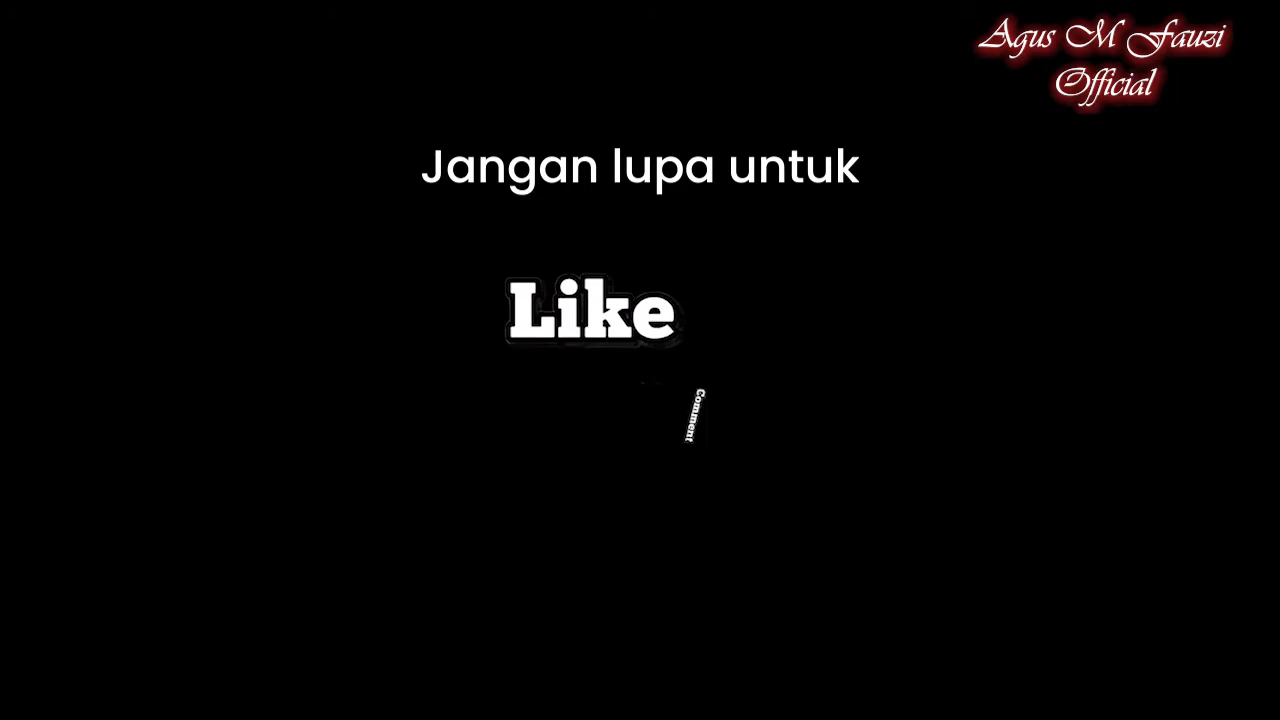 Agus M Fauzi
Official
Jangan lupa untuk
Like
Comment